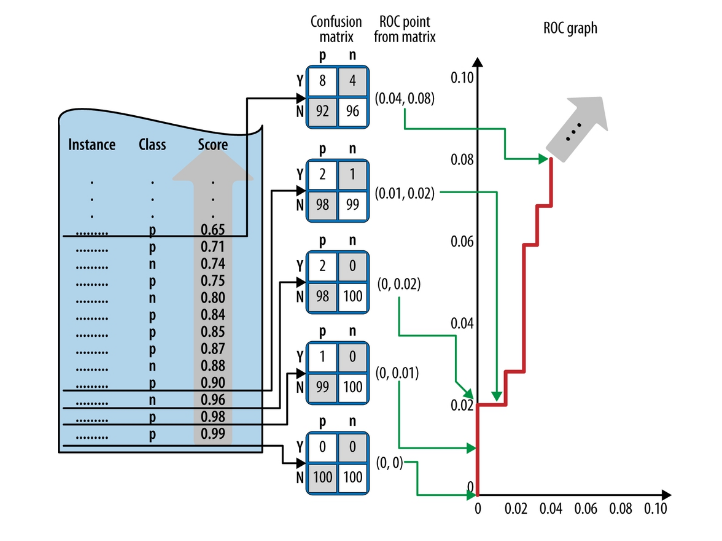 Confusion matrix
ROC point from matrix
ROC graph
p n
Y 8 4
N 92 96
(0.04, 0.08)
p n
Y 2 1
N 98 99
(0.01, 0.02)
p n
Y 2 0
N 98 100
(0, 0.02)
p n
Y 1 0
N 99 100
(0, 0.01)
p n
Y 0 0
N 100 100
(0, 0)
Instance Class Score
. . .
. . .
. . .
......... p 0.65
......... p 0.71
......... n 0.74
......... p 0.75
......... n 0.80
......... p 0.84
......... p 0.85
......... p 0.87
......... n 0.88
......... p 0.90
......... n 0.96
......... p 0.98
......... p 0.99
0.10
0.08
0.06
0.04
0.02
0
0 0.02 0.04 0.06 0.08 0.10